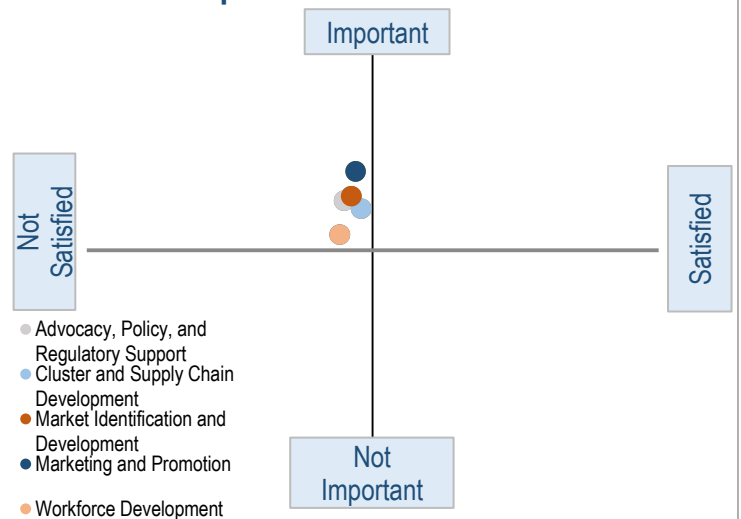 Important
Not
Satisfied
Satisfied
Advocacy, Policy, and
Regulatory Support
Cluster and Supply Chain
Development
Market Identification and
Development
Marketing and Promotion
Workforce Development
Not
Important